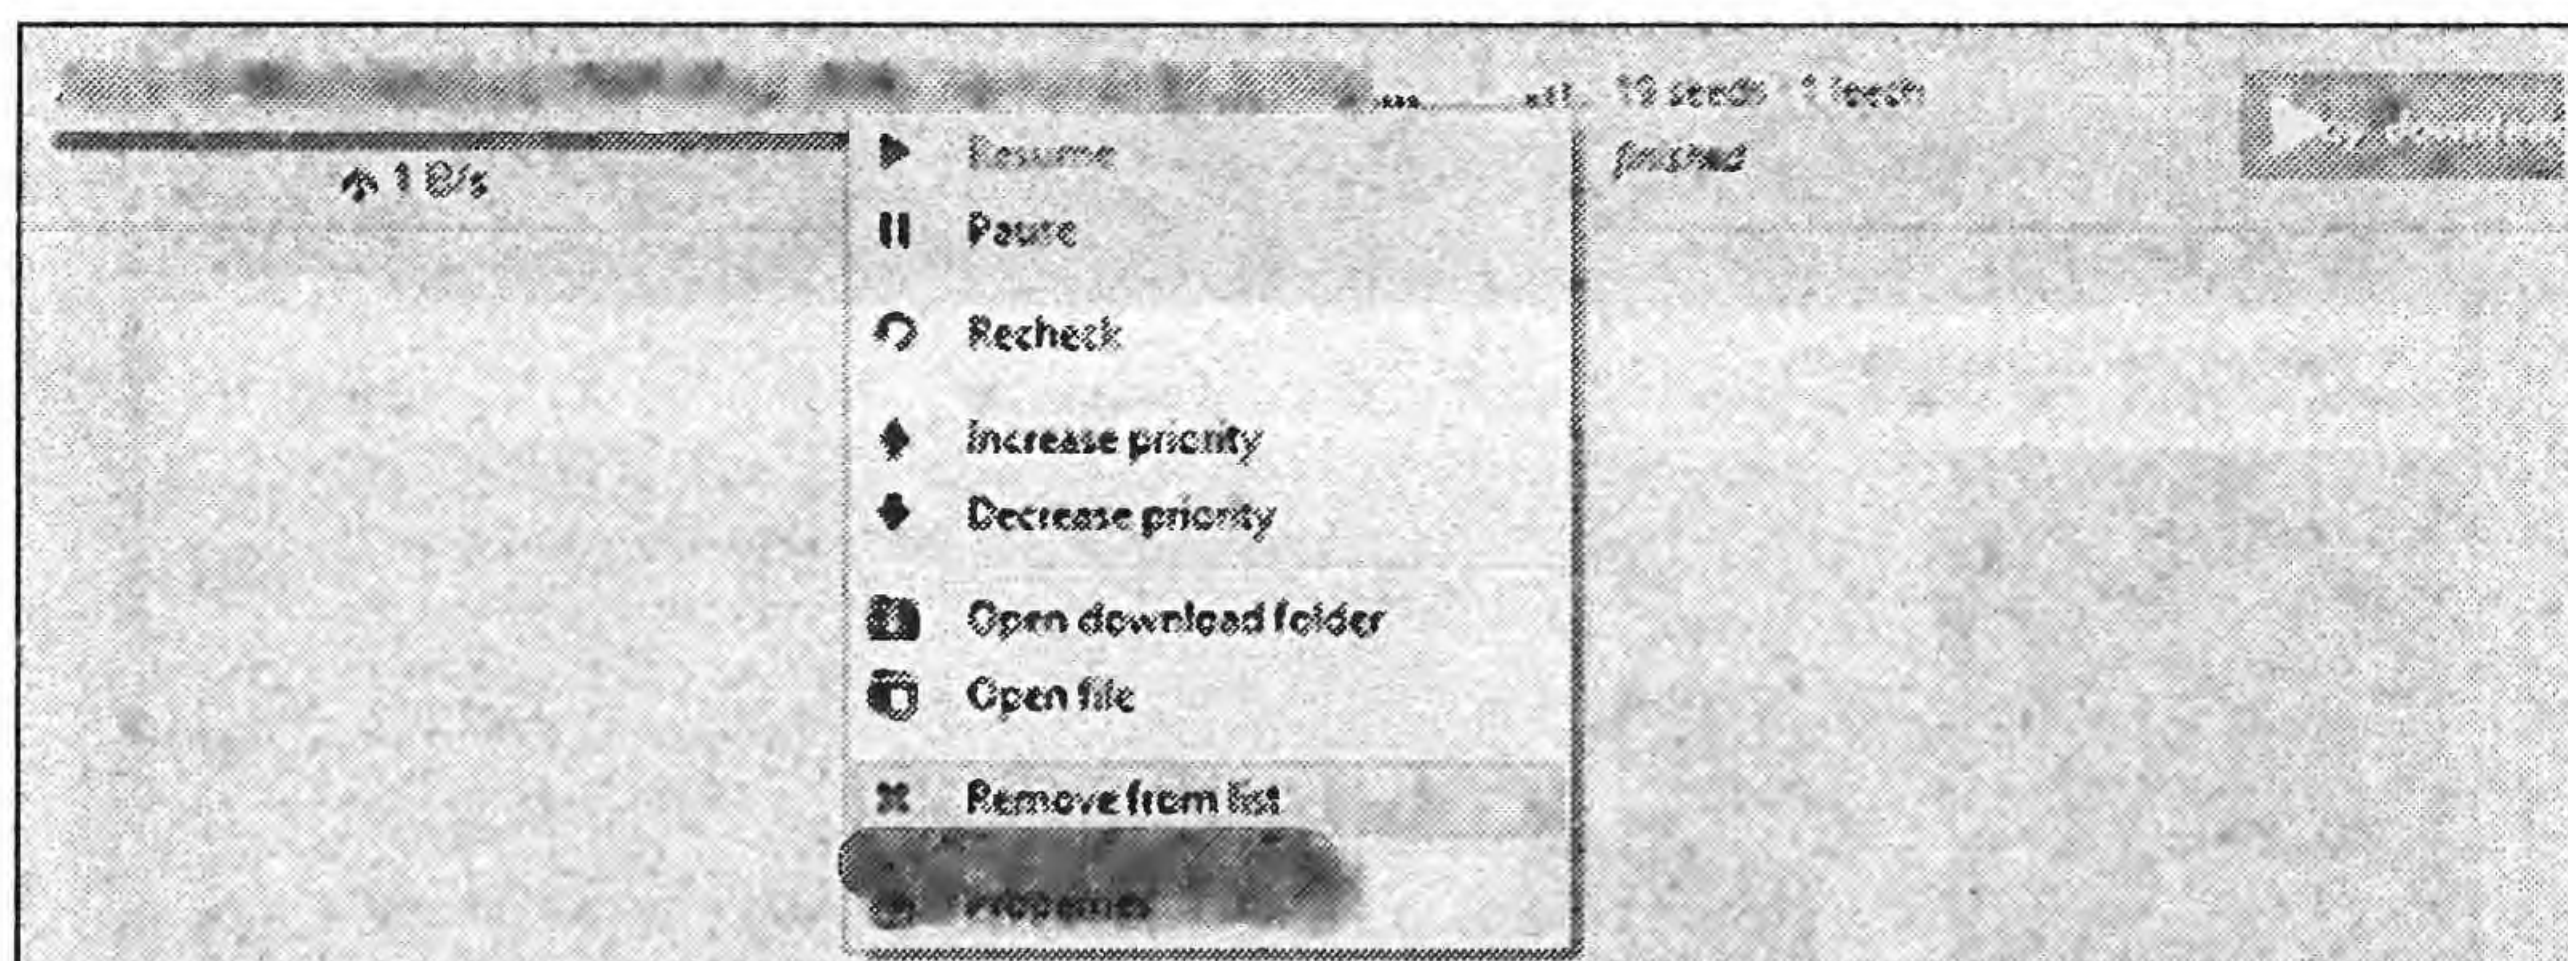 19 seeds · 1 leech
1 B/s
finished
Resume
Pause
Recheck
Increase priority
Decrease priority
Open download folder
Open file
Remove from list
Properties